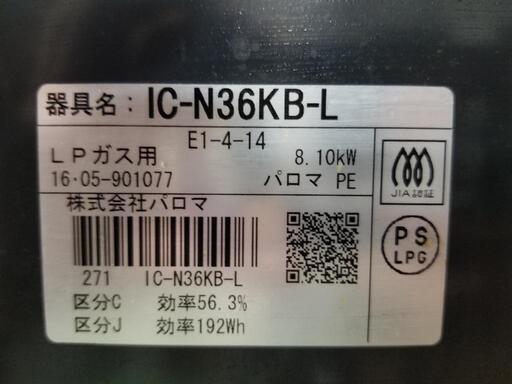 器具名：IC-N36KB-L
E1-4-14
LPガス用 8.10kW
16・05-901077 パロマ PE
JIA認証
株式会社パロマ
PS
LPG
271 IC-N36KB-L
区分C 効率56.3%
区分J 効率192Wh